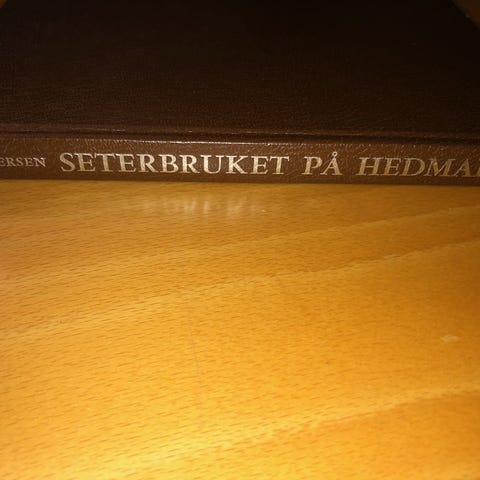 ERSEN SETERBRUKET PÅ HEDMA